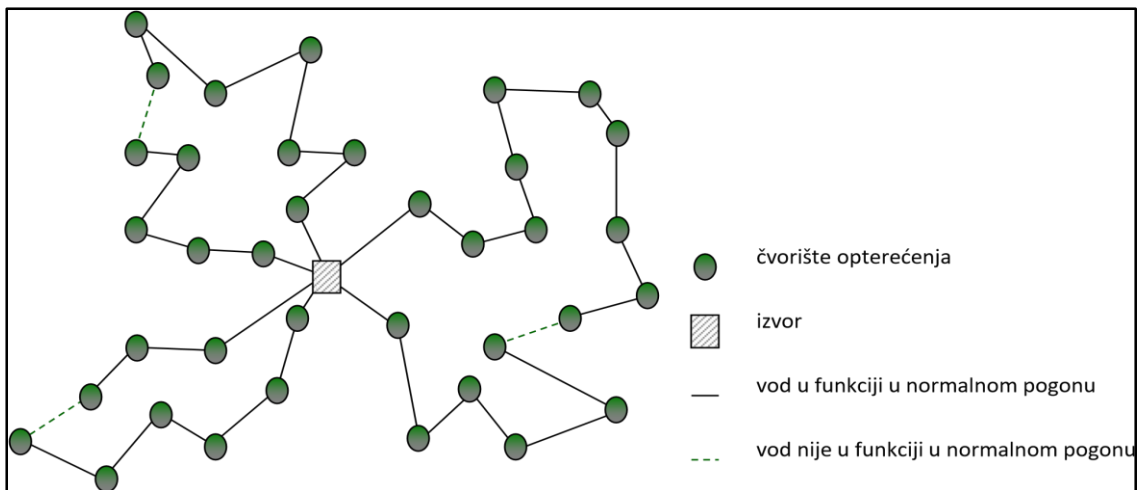 čvorište opterećenja
izvor
vod u funkciji u normalnom pogonu
vod nije u funkciji u normalnom pogonu